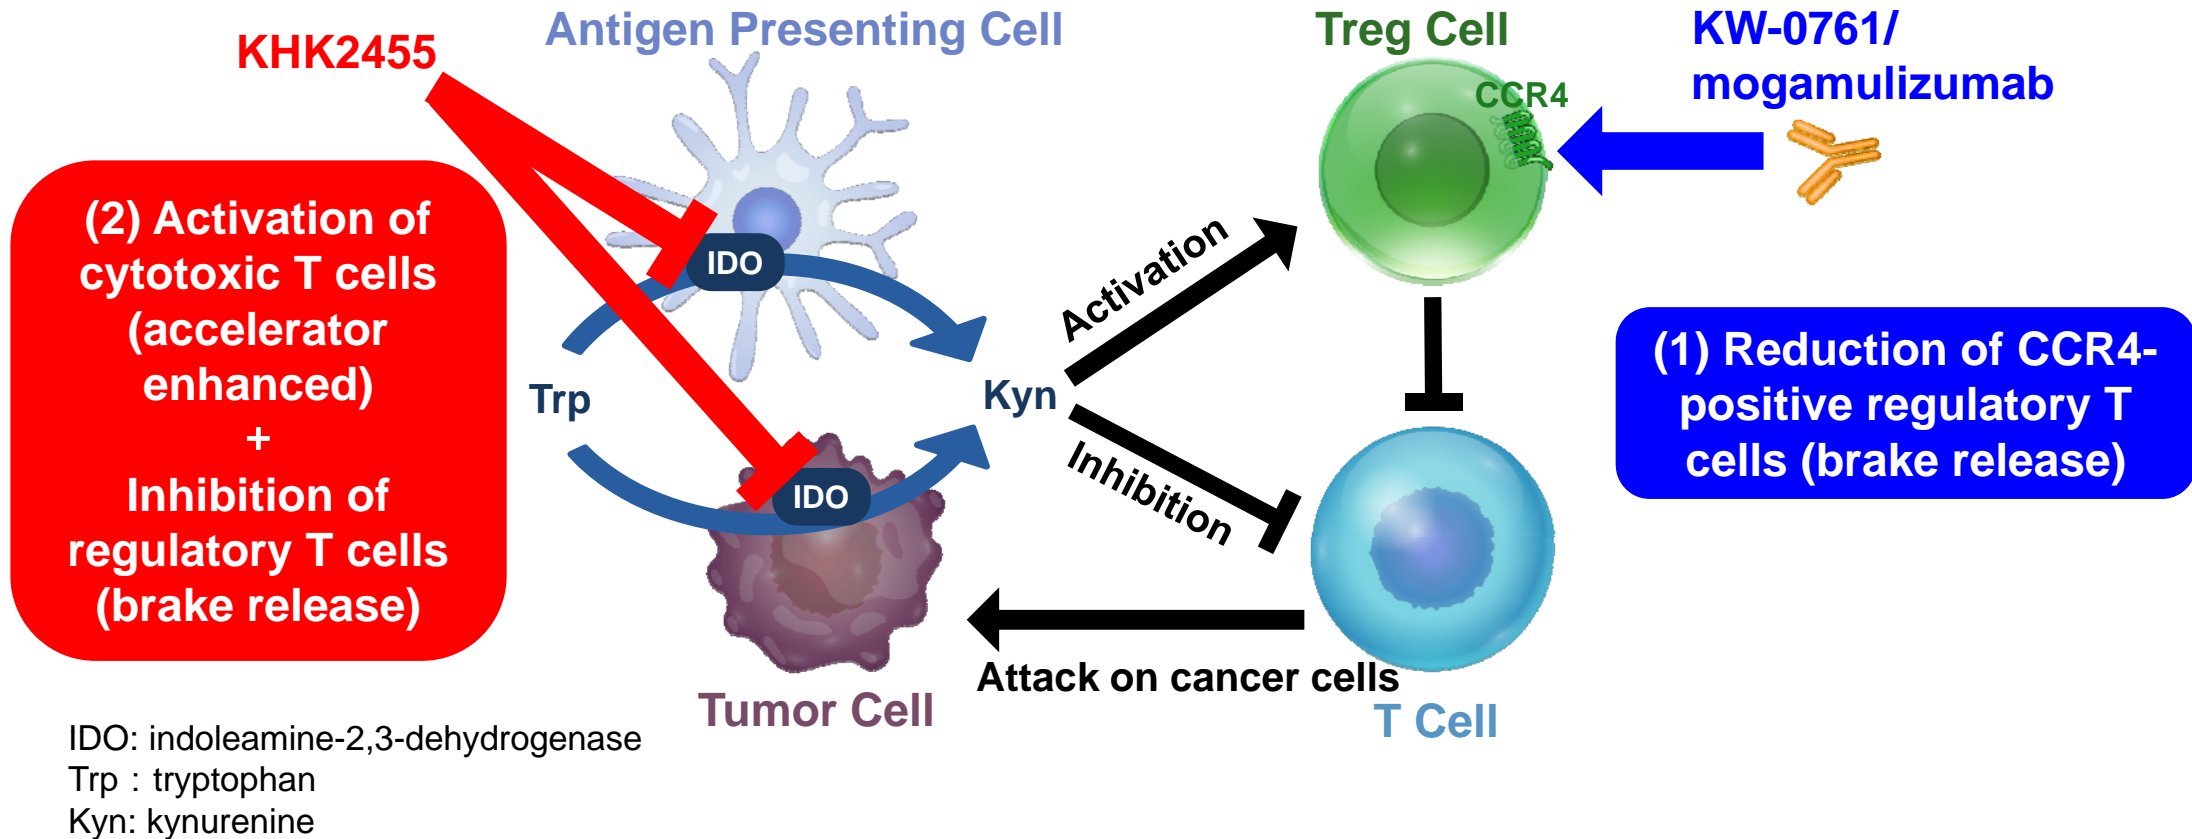 KHK2455
Antigen Presenting Cell
Treg Cell
KW-0761/
mogamulizumab
CCR4
(2) Activation of
cytotoxic T cells
(accelerator
enhanced)
+
Inhibition of
regulatory T cells
(brake release)
IDO
Trp
Kyn
IDO
Activation
Inhibition
(1) Reduction of CCR4-
positive regulatory T
cells (brake release)
Attack on cancer cells
Tumor Cell
T Cell
IDO: indoleamine-2,3-dehydrogenase
Trp : tryptophan
Kyn: kynurenine